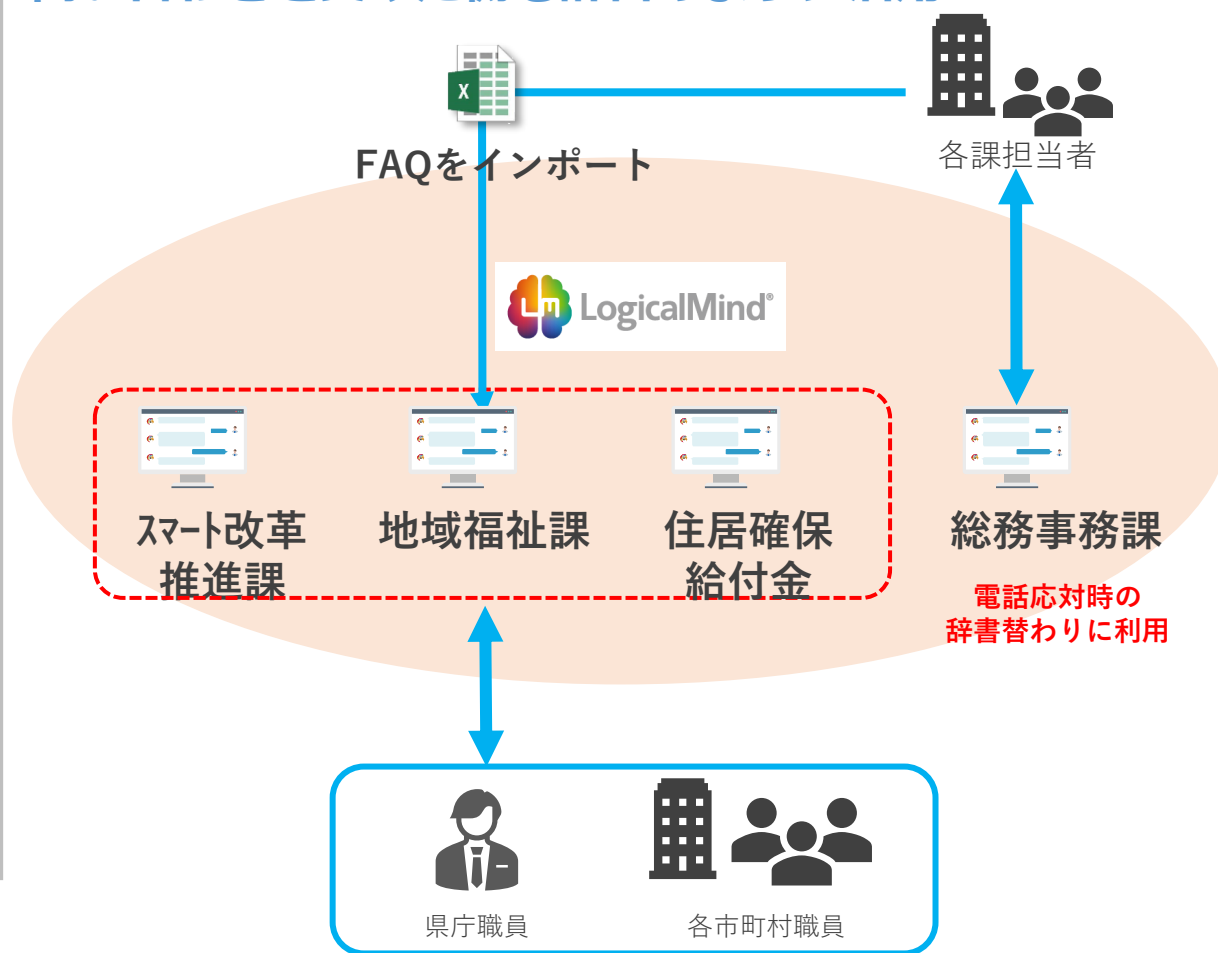 X
FAQをインポート
各課担当者
Lm LogicalMind®
ｽﾏｰﾄ改革
推進課
地域福祉課
住居確保
給付金
総務事務課
電話応対時の
辞書替わりに利用
県庁職員
各市町村職員